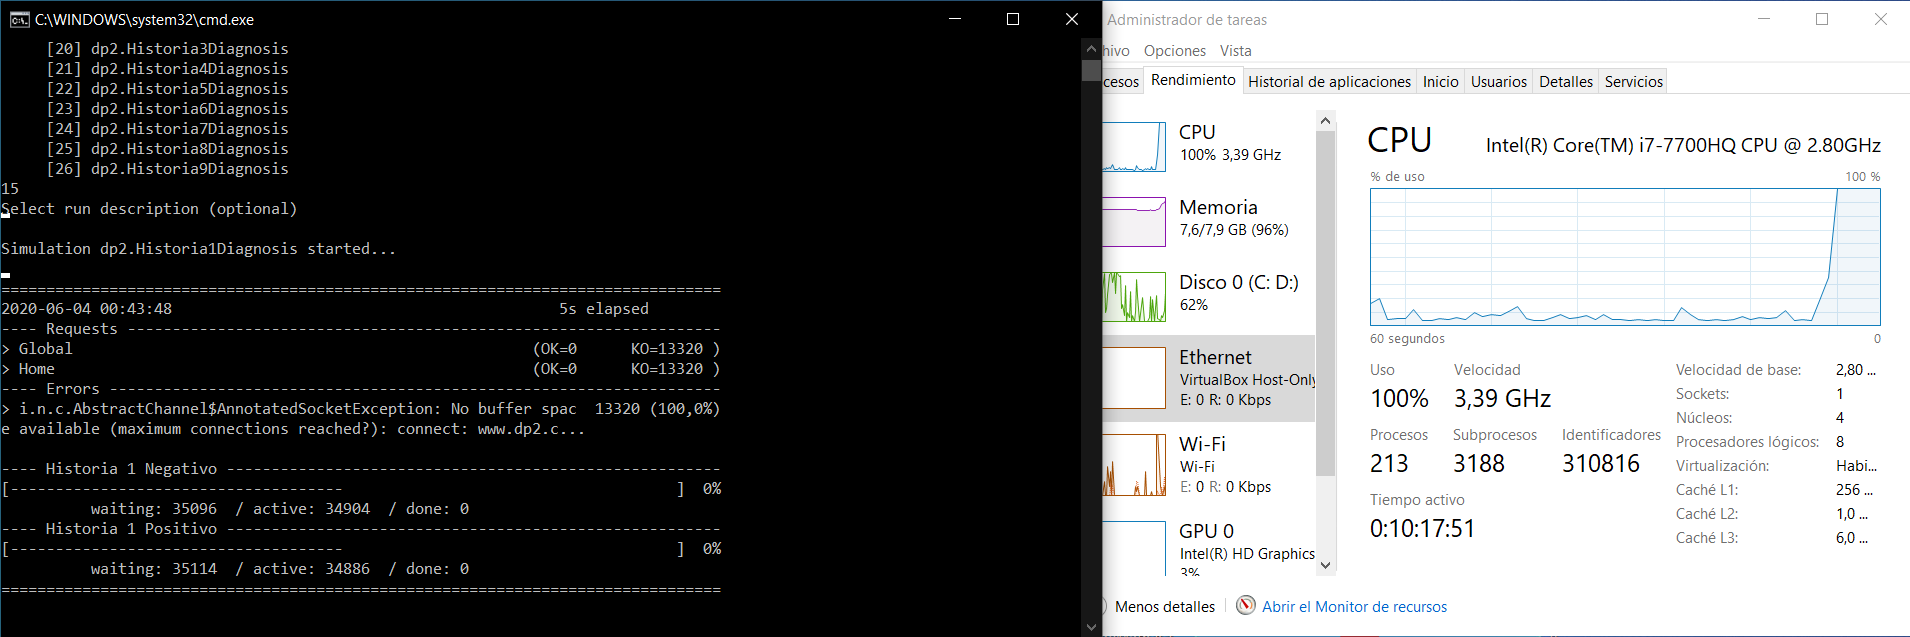 C:\WINDOWS\system32\cmd.exe
[20] dp2.Historia3Diagnosis
[21] dp2.Historia4Diagnosis
[22] dp2.Historia5Diagnosis
[23] dp2.Historia6Diagnosis
[24] dp2.Historia7Diagnosis
[25] dp2.Historia8Diagnosis
[26] dp2.Historia9Diagnosis
15
Select run description (optional)
Simulation dp2.Historia1Diagnosis started...
================================================================================
2020-06-04 00:43:48                                           5s elapsed
---- Requests ------------------------------------------------------------------
> Global                                                   (OK=0      KO=13320 )
> Home                                                     (OK=0      KO=13320 )
---- Errors --------------------------------------------------------------------
> i.n.c.AbstractChannel$AnnotatedSocketException: No buffer spac  13320 (100,0%)
e available (maximum connections reached?): connect: www.dp2.c...
---- Historia 1 Negativo -------------------------------------------------------
[-------------------------------------                                     ]  0%
waiting: 35096  / active: 34904  / done: 0
---- Historia 1 Positivo -------------------------------------------------------
[-------------------------------------                                     ]  0%
waiting: 35114  / active: 34886  / done: 0
================================================================================
Administrador de tareas
hivo Opciones Vista
cesos Rendimiento Historial de aplicaciones Inicio Usuarios Detalles Servicios
CPU
100% 3,39 GHz
Memoria
7,6/7,9 GB (96%)
Disco 0 (C: D:)
62%
Ethernet
VirtualBox Host-Only
E: 0 R: 0 Kbps
Wi-Fi
Wi-Fi
E: 0 R: 0 Kbps
GPU 0
Intel(R) HD Graphics
3%
CPU Intel(R) Core(TM) i7-7700HQ CPU @ 2.80GHz
% de uso 100 %
60 segundos 0
Uso Velocidad
100% 3,39 GHz
Procesos Subprocesos Identificadores
213 3188 310816
Tiempo activo
0:10:17:51
Velocidad de base: 2,80 ...
Sockets: 1
Núcleos: 4
Procesadores lógicos: 8
Virtualización: Habi...
Caché L1: 256 ...
Caché L2: 1,0 ...
Caché L3: 6,0 ...
Menos detalles Abrir el Monitor de recursos